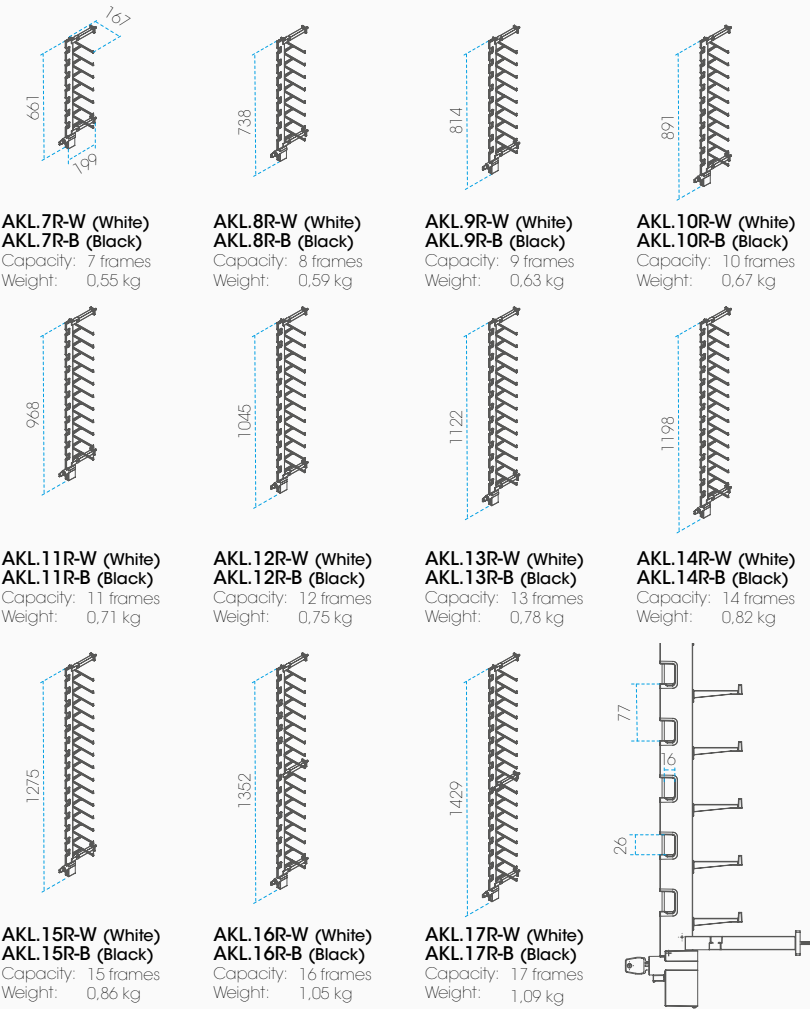 167
661
199
738
814
891
AKL.7R-W (White)
AKL.7R-B (Black)
Capacity: 7 frames
Weight: 0,55 kg
AKL.8R-W (White)
AKL.8R-B (Black)
Capacity: 8 frames
Weight: 0,59 kg
AKL.9R-W (White)
AKL.9R-B (Black)
Capacity: 9 frames
Weight: 0,63 kg
AKL.10R-W (White)
AKL.10R-B (Black)
Capacity: 10 frames
Weight: 0,67 kg
968
1045
1122
1198
AKL.11R-W (White)
AKL.11R-B (Black)
Capacity: 11 frames
Weight: 0,71 kg
AKL.12R-W (White)
AKL.12R-B (Black)
Capacity: 12 frames
Weight: 0,75 kg
AKL.13R-W (White)
AKL.13R-B (Black)
Capacity: 13 frames
Weight: 0,78 kg
AKL.14R-W (White)
AKL.14R-B (Black)
Capacity: 14 frames
Weight: 0,82 kg
1275
1352
1429
77
16
26
AKL.15R-W (White)
AKL.15R-B (Black)
Capacity: 15 frames
Weight: 0,86 kg
AKL.16R-W (White)
AKL.16R-B (Black)
Capacity: 16 frames
Weight: 1,05 kg
AKL.17R-W (White)
AKL.17R-B (Black)
Capacity: 17 frames
Weight: 1,09 kg